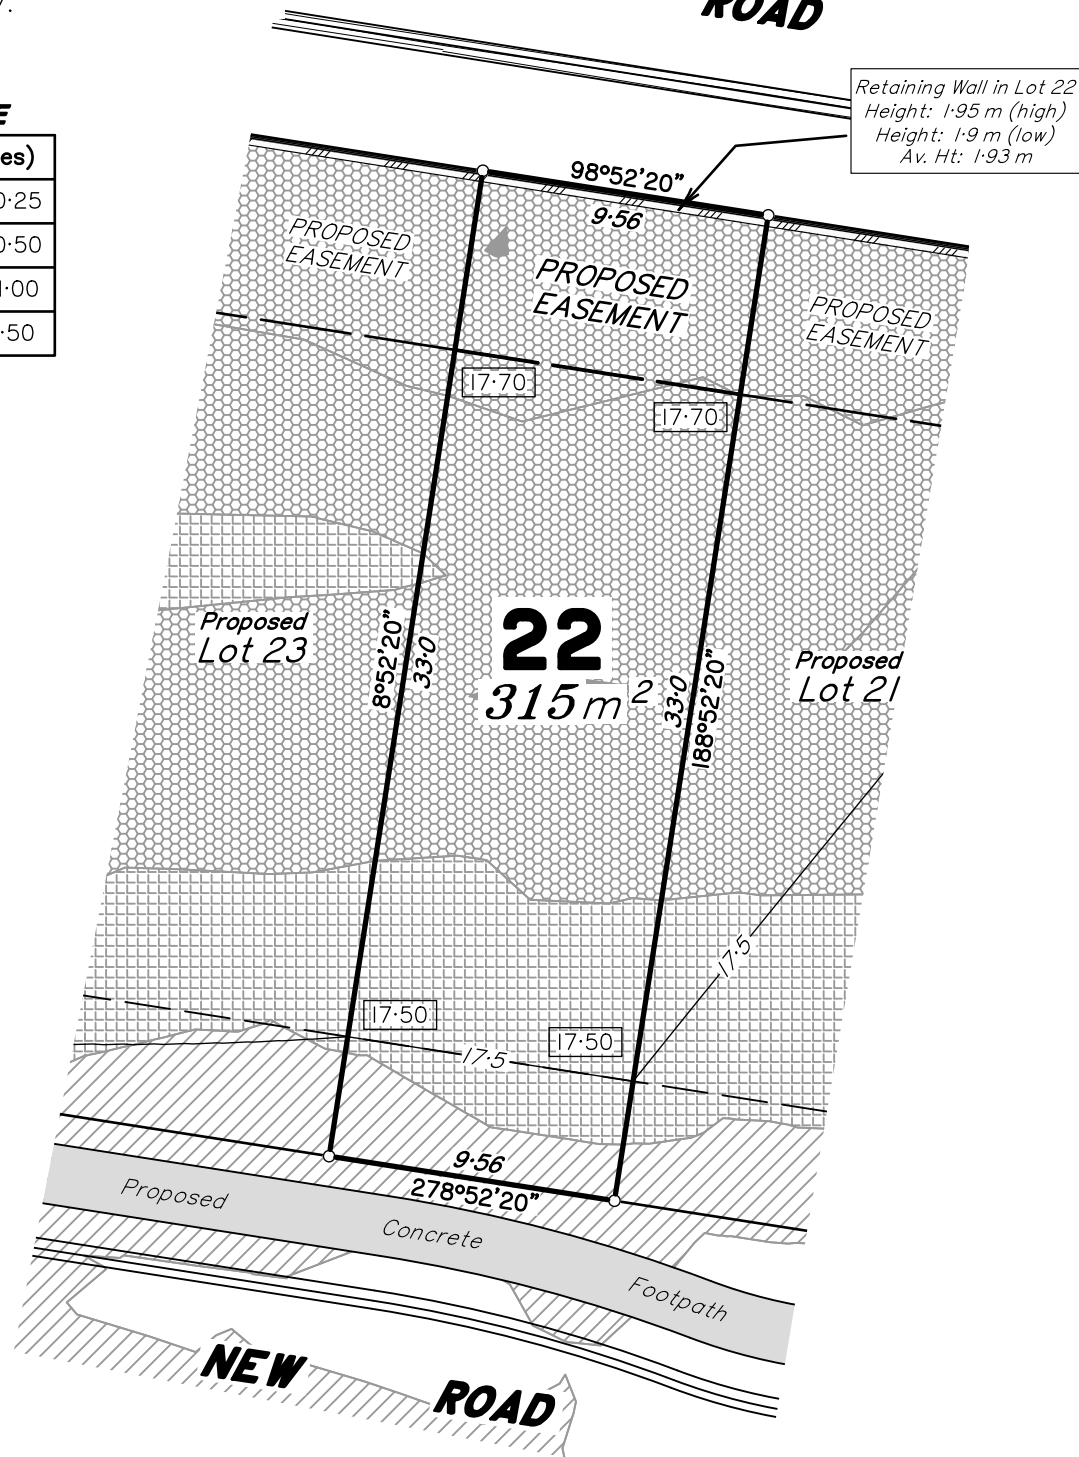 ROAD
Retaining Wall in Lot 22
Height: 1·95 m (high)
Height: 1·9 m (low)
Av. Ht: 1·93 m
0·25
0·50
1·00
·50
98°52'20"
9·56
PROPOSED
EASEMENT
PROPOSED
EASEMENT
PROPOSED
EASEMENT
17·70
17·70
Proposed
Lot 23
8°52'20"
33·0
22
315 m²
33·0
188°52'20"
Proposed
Lot 21
17·5
17·50
17·50
17·5
9·56
278°52'20"
Proposed
Concrete
Footpath
NEW
ROAD